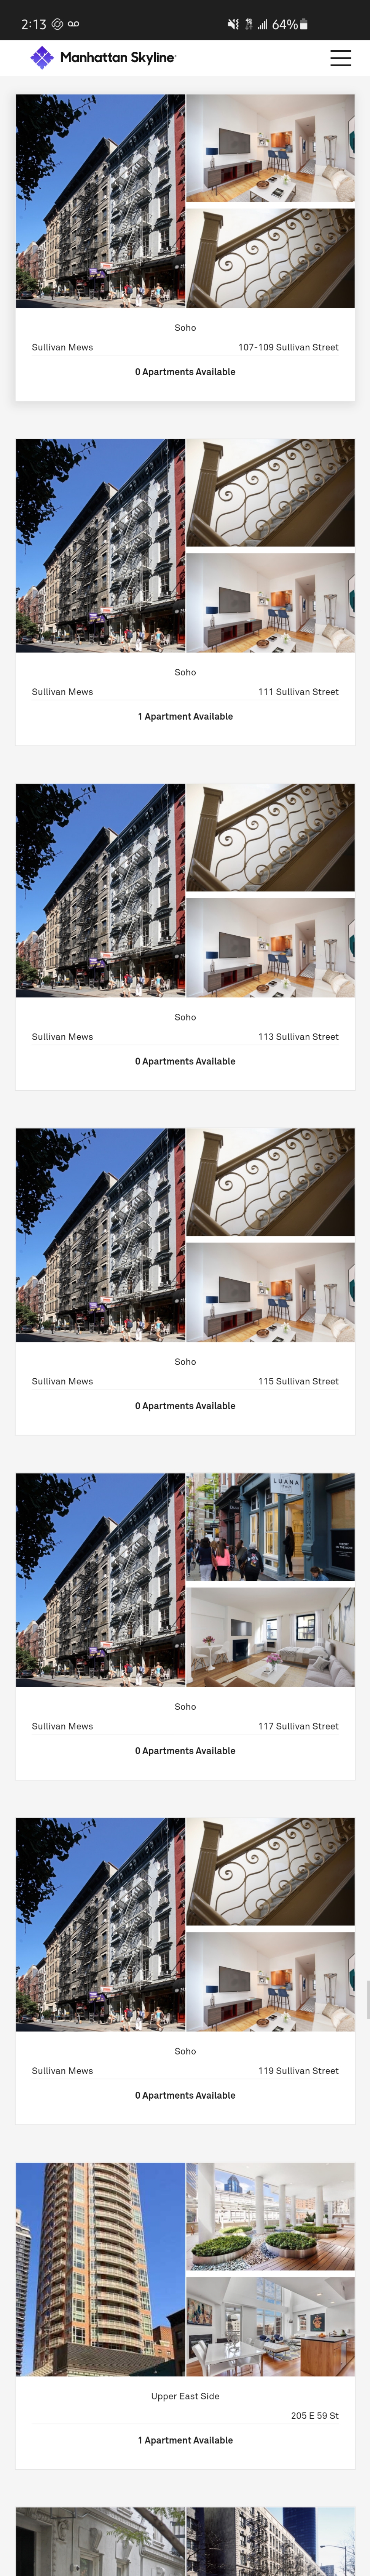 2:13
64%
Manhattan Skyline
Soho
Sullivan Mews 107-109 Sullivan Street
0 Apartments Available
Soho
Sullivan Mews 111 Sullivan Street
1 Apartment Available
Soho
Sullivan Mews 113 Sullivan Street
0 Apartments Available
Soho
Sullivan Mews 115 Sullivan Street
0 Apartments Available
LUANA
Soho
Sullivan Mews 117 Sullivan Street
0 Apartments Available
Soho
Sullivan Mews 119 Sullivan Street
0 Apartments Available
Upper East Side
205 E 59 St
1 Apartment Available